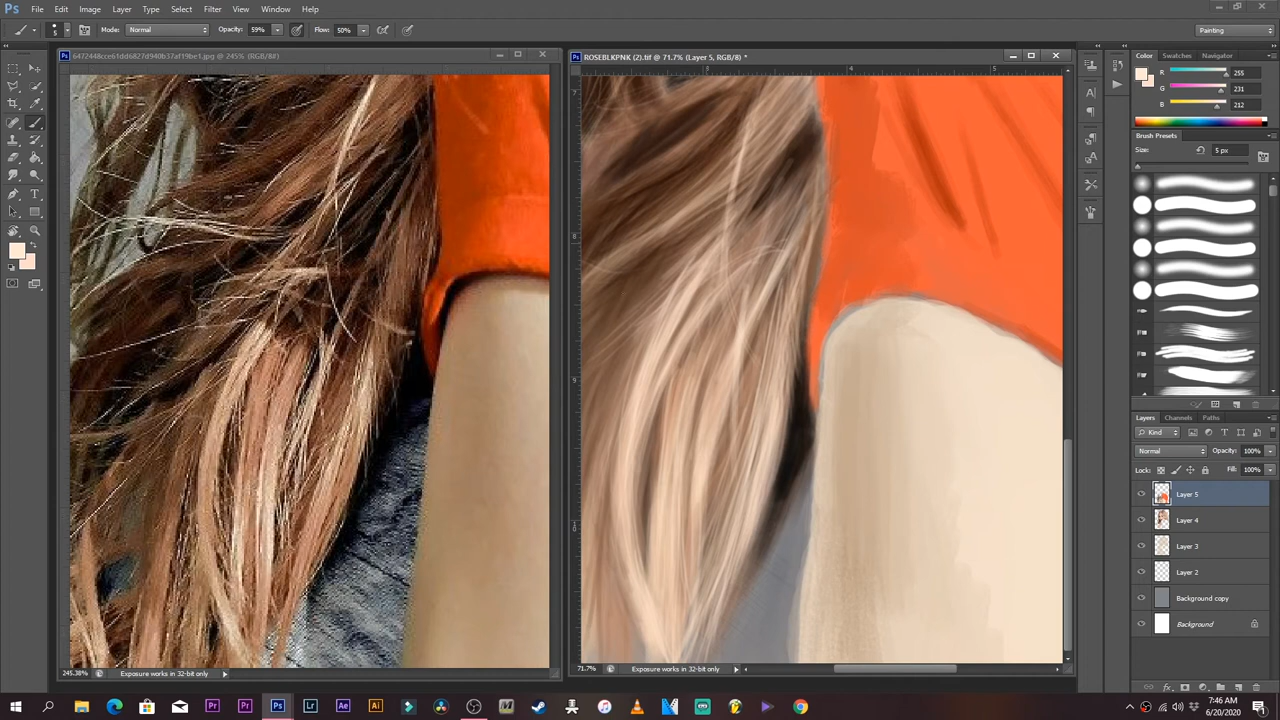 Ps File Edit Image Layer Type Select Filter View Window Help
5 Mode: Normal Opacity: 59% Flow: 50% Painting
6472448cce61dd6827d940b37af19be1.jpg @ 245% (RGB/8#)
ROSEBLKPNK (2).tif @ 71.7% (Layer 5, RGB/8) *
Color Swatches Navigator
R 255
G 231
B 212
Brush Presets
Size: 5 px
Layers Channels Paths
Kind
Normal Opacity: 100%
Lock: Fill: 100%
Layer 5
Layer 4
Layer 3
Layer 2
Background copy
Background
245.38% Exposure works in 32-bit only
71.7% Exposure works in 32-bit only
7:46 AM
6/20/2020